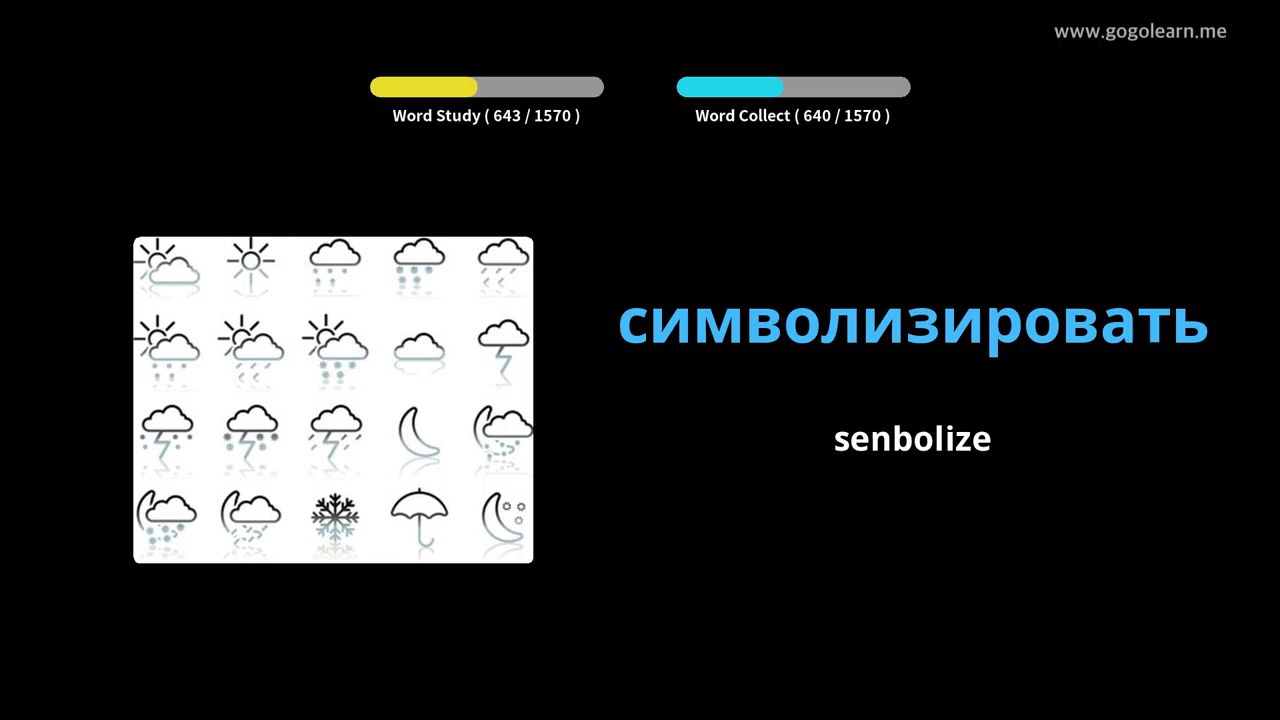 www.gogolearn.me
Word Study ( 643 / 1570 )
Word Collect ( 640 / 1570 )
символизировать
senbolize